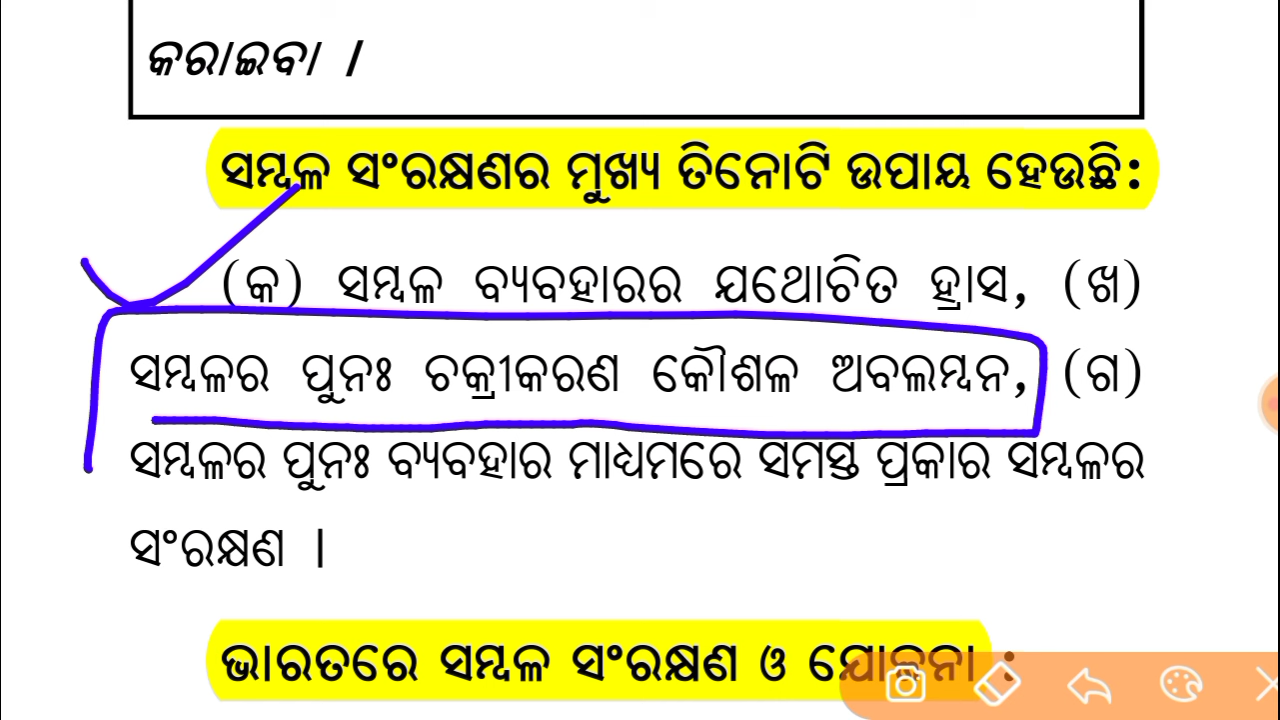 କରାଇବା |
ସମ୍ବଳ ସଂରକ୍ଷଣର ମୁଖ୍ୟ ତିନୋଟି ଉପାୟ ହେଉଛି:
(କ) ସମ୍ବଳ ବ୍ୟବହାରର ଯଥୋଚିତ ହ୍ରାସ, (ଖ)
ସମ୍ବଳର ପୁନଃ ଚକ୍ରୀକରଣ କୌଶଳ ଅବଲମ୍ବନ, (ଗ)
ସମ୍ବଳର ପୁନଃ ବ୍ୟବହାର ମାଧ୍ୟମରେ ସମସ୍ତ ପ୍ରକାର ସମ୍ବଳର
ସଂରକ୍ଷଣ |
ଭାରତରେ ସମ୍ବଳ ସଂରକ୍ଷଣ ଓ ଯୋଜନା :